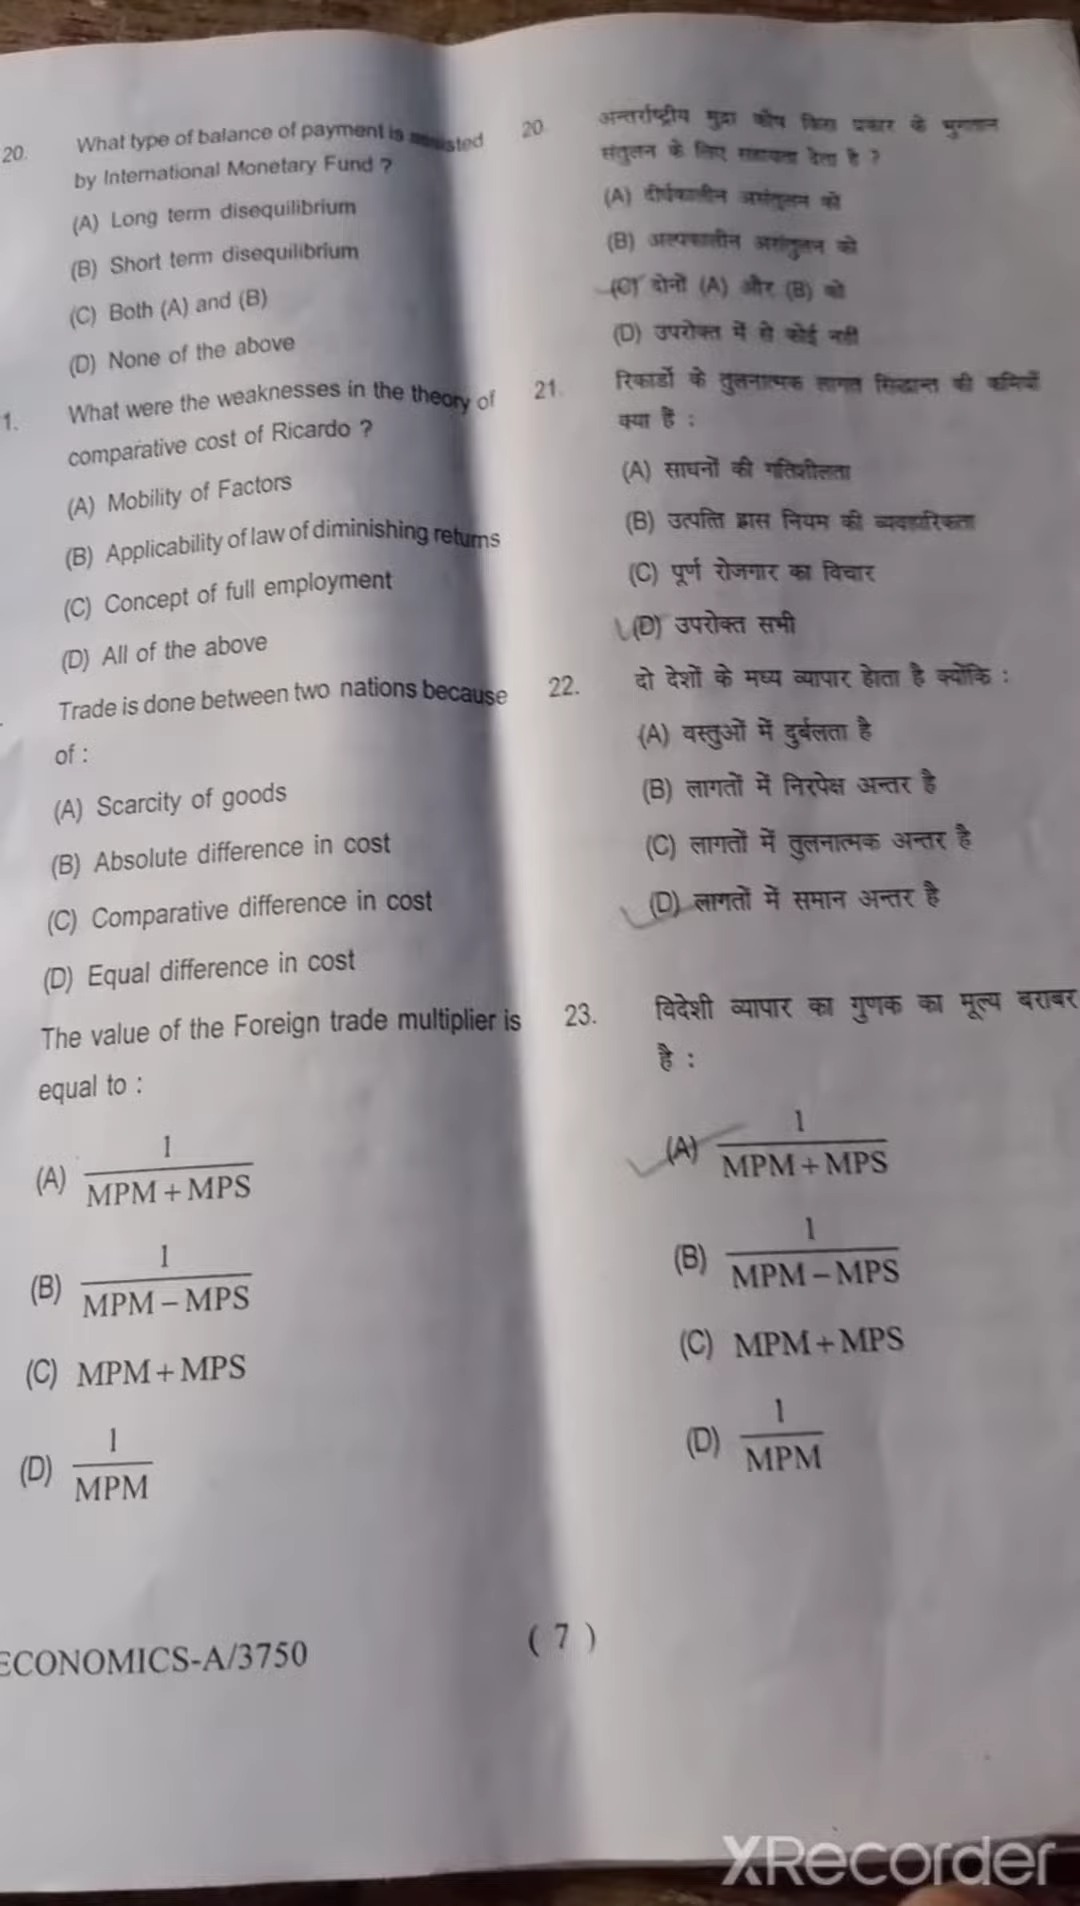 20.
What type of balance of payment is assisted
by International Monetary Fund ?
(A) Long term disequilibrium
(B) Short term disequilibrium
(C) Both (A) and (B)
(D) None of the above
1.
What were the weaknesses in the theory of
comparative cost of Ricardo ?
(A) Mobility of Factors
(B) Applicability of law of diminishing returns
(C) Concept of full employment
(D) All of the above
Trade is done between two nations because
of :
(A) Scarcity of goods
(B) Absolute difference in cost
(C) Comparative difference in cost
(D) Equal difference in cost
The value of the Foreign trade multiplier is
equal to :
(A) 1
MPM + MPS
(B) 1
MPM – MPS
(C) MPM + MPS
(D) 1
MPM
20
अन्तर्राष्ट्रीय मुद्रा कोष किस प्रकार के भुगतान
संतुलन के लिए सहायता देता है ?
(A) दीर्घकालीन असंतुलन को
(B) अल्पकालीन असंतुलन को
(C) दोनों (A) और (B) को
(D) उपरोक्त में से कोई नहीं
21.
रिकार्डो के तुलनात्मक लागत सिद्धान्त की कमियाँ
क्या हैं :
(A) साधनों की गतिशीलता
(B) उत्पत्ति ह्रास नियम की व्यवहारिकता
(C) पूर्ण रोजगार का विचार
(D) उपरोक्त सभी
22.
दो देशों के मध्य व्यापार होता है क्योंकि :
(A) वस्तुओं में दुर्बलता है
(B) लागतों में निरपेक्ष अन्तर है
(C) लागतों में तुलनात्मक अन्तर है
(D) लागतों में समान अन्तर है
23.
विदेशी व्यापार का गुणक का मूल्य बराबर
है :
(A) 1
MPM + MPS
(B) 1
MPM – MPS
(C) MPM + MPS
(D) 1
MPM
ECONOMICS-A/3750
( 7 )
XRecorder